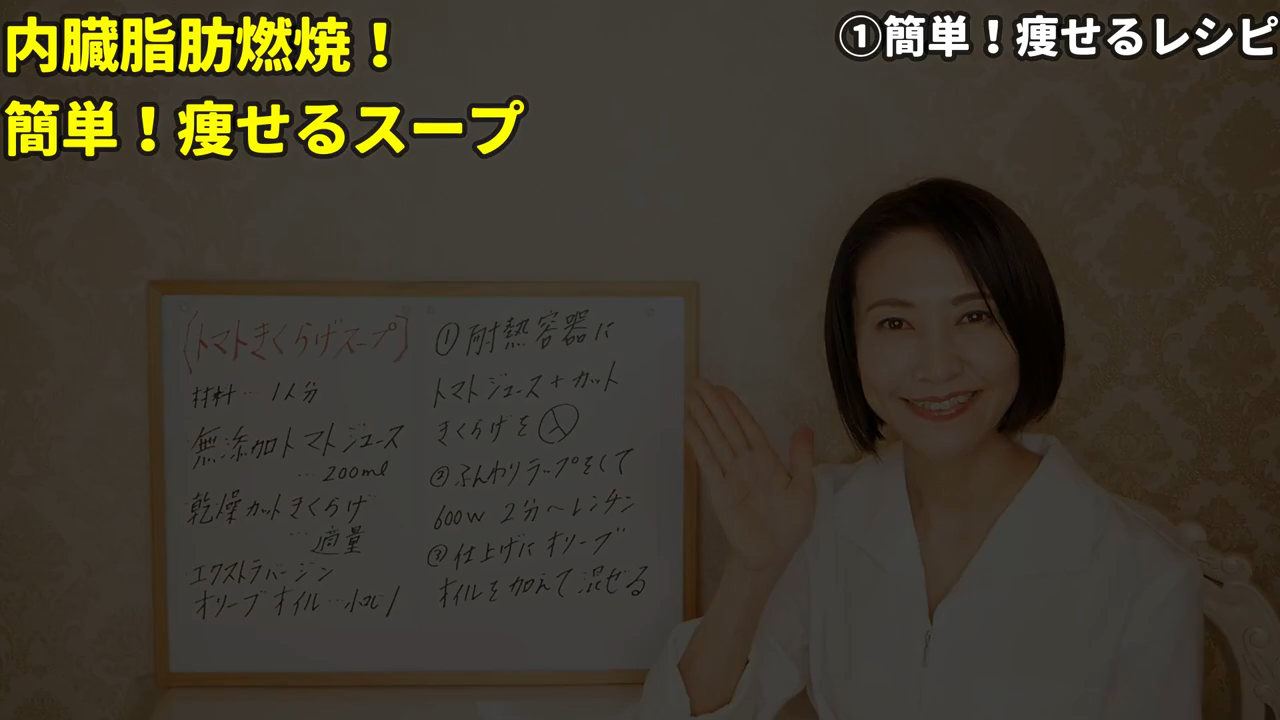 内臓脂肪燃焼！
簡単！痩せるスープ
①簡単！痩せるレシピ
[トマトきくらげスープ]
材料…1人分
無添加トマトジュース
…200ml
乾燥カットきくらげ
…適量
エクストラバージン
オリーブオイル…小さじ1
①耐熱容器に
トマトジュース+カット
きくらげを入
②ふんわりラップをして
600W 2分〜レンチン
③仕上げにオリーブ
オイルを加えて混ぜる